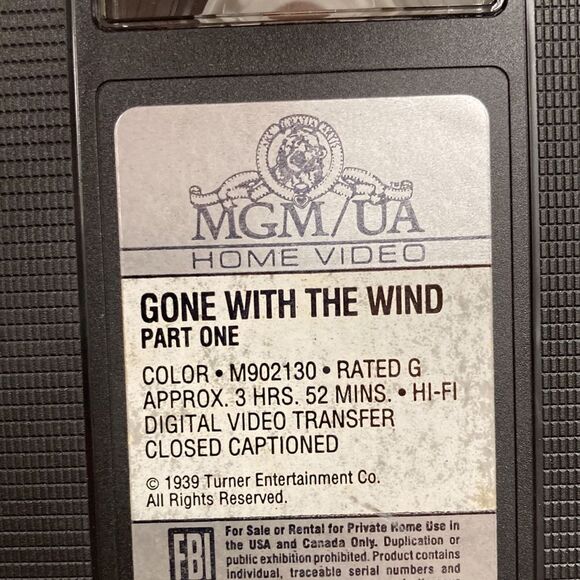 MGM/UA
HOME VIDEO
GONE WITH THE WIND
PART ONE
COLOR • M902130 • RATED G
APPROX. 3 HRS. 52 MINS. • HI-FI
DIGITAL VIDEO TRANSFER
CLOSED CAPTIONED
© 1939 Turner Entertainment Co.
All Rights Reserved.
FBI
For Sale or Rental for Private Home Use in
the USA and Canada Only. Duplication or
public exhibition prohibited. Product contains
individual, traceable serial numbers and